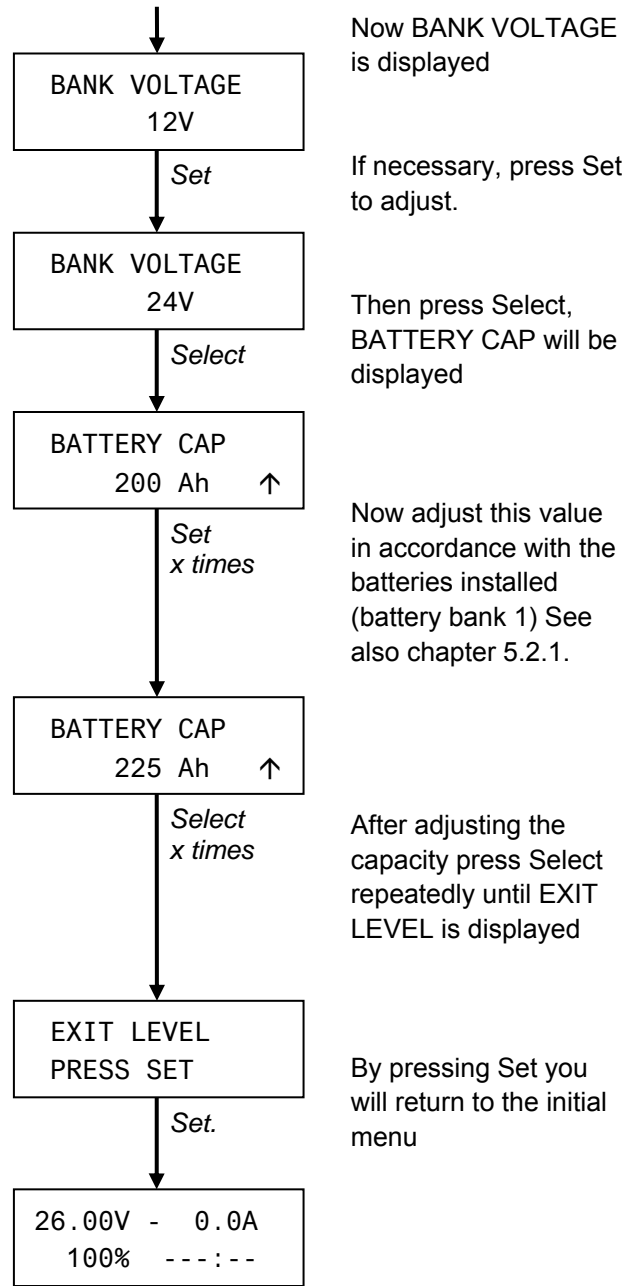 Now BANK VOLTAGE
is displayed
BANK VOLTAGE
12V
Set
If necessary, press Set
to adjust.
BANK VOLTAGE
24V
Then press Select,
BATTERY CAP will be
displayed
Select
BATTERY CAP
200 Ah ↑
Set
x times
Now adjust this value
in accordance with the
batteries installed
(battery bank 1) See
also chapter 5.2.1.
BATTERY CAP
225 Ah ↑
Select
x times
After adjusting the
capacity press Select
repeatedly until EXIT
LEVEL is displayed
EXIT LEVEL
PRESS SET
Set.
By pressing Set you
will return to the initial
menu
26.00V - 0.0A
100% ---:--